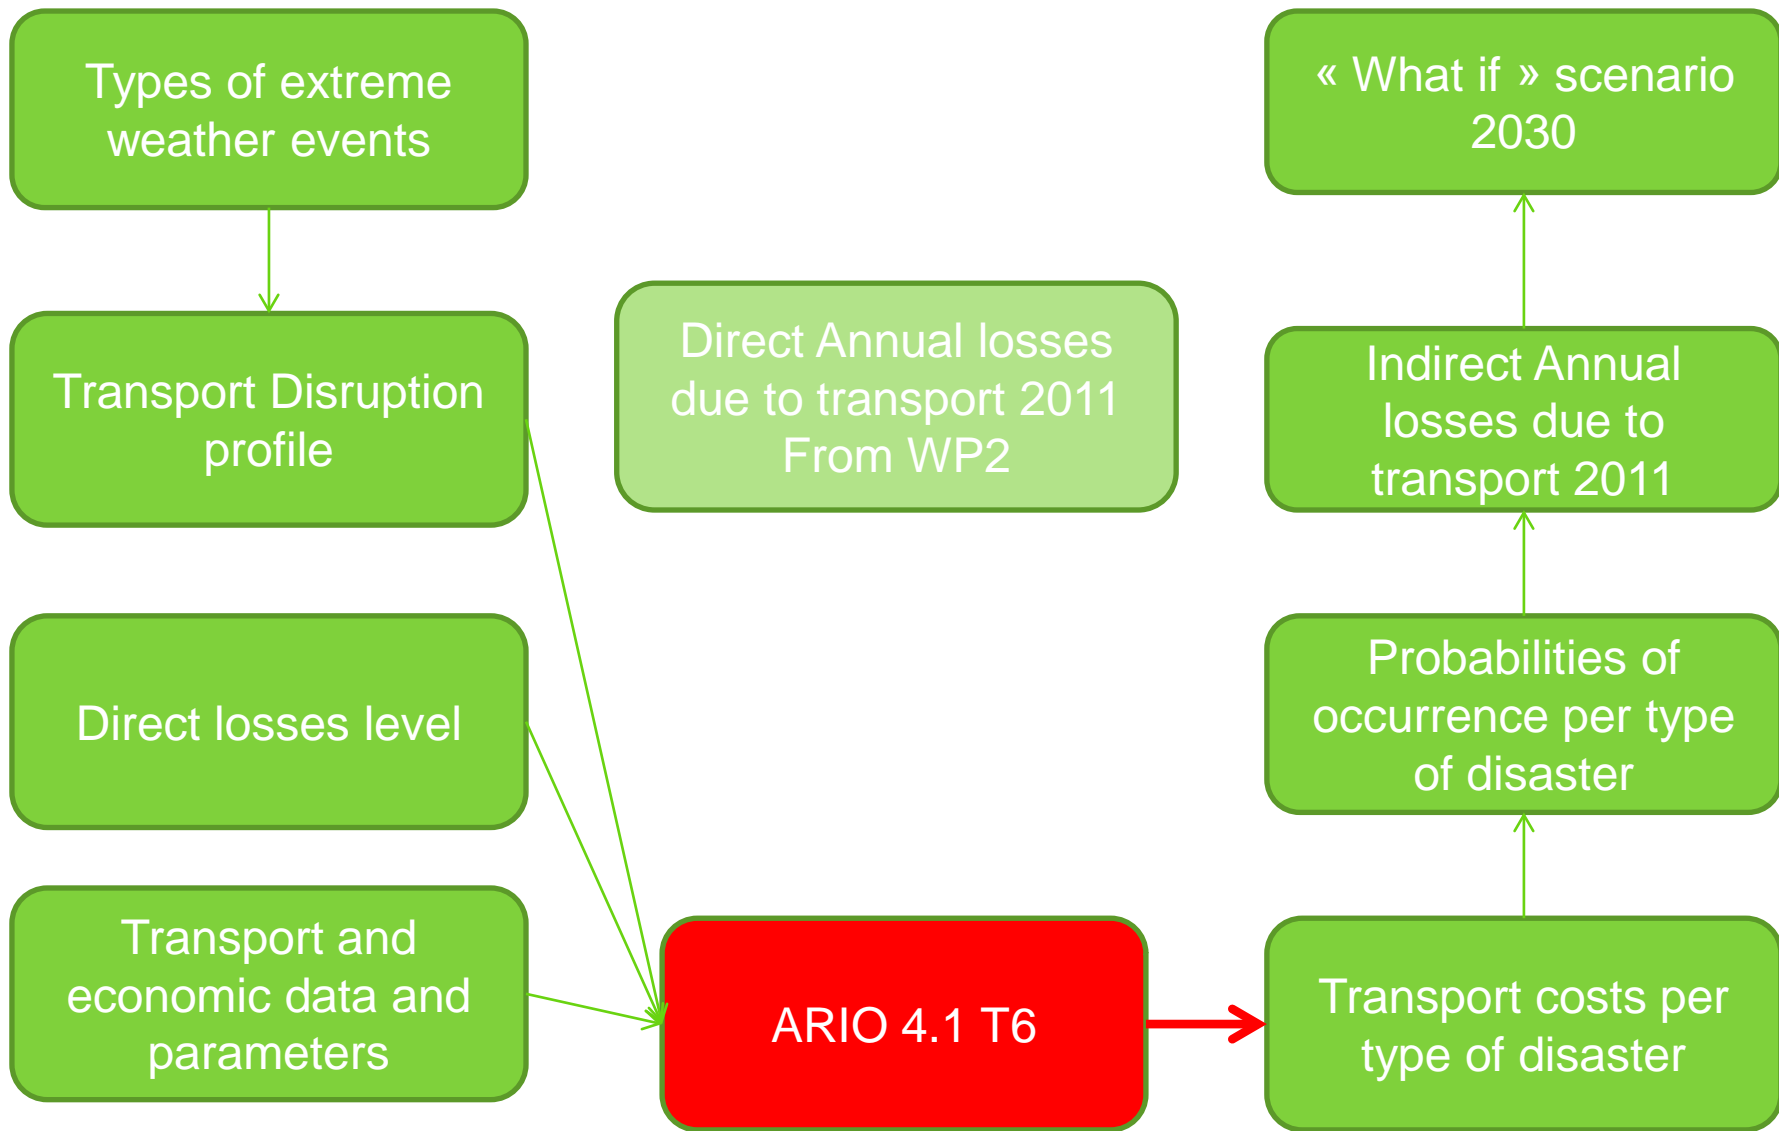 Types of extreme
weather events
Transport Disruption
profile
Direct losses level
Transport and
economic data and
parameters
Direct Annual losses
due to transport 2011
From WP2
ARIO 4.1 T6
« What if » scenario
2030
Indirect Annual
losses due to
transport 2011
Probabilities of
occurrence per type
of disaster
Transport costs per
type of disaster